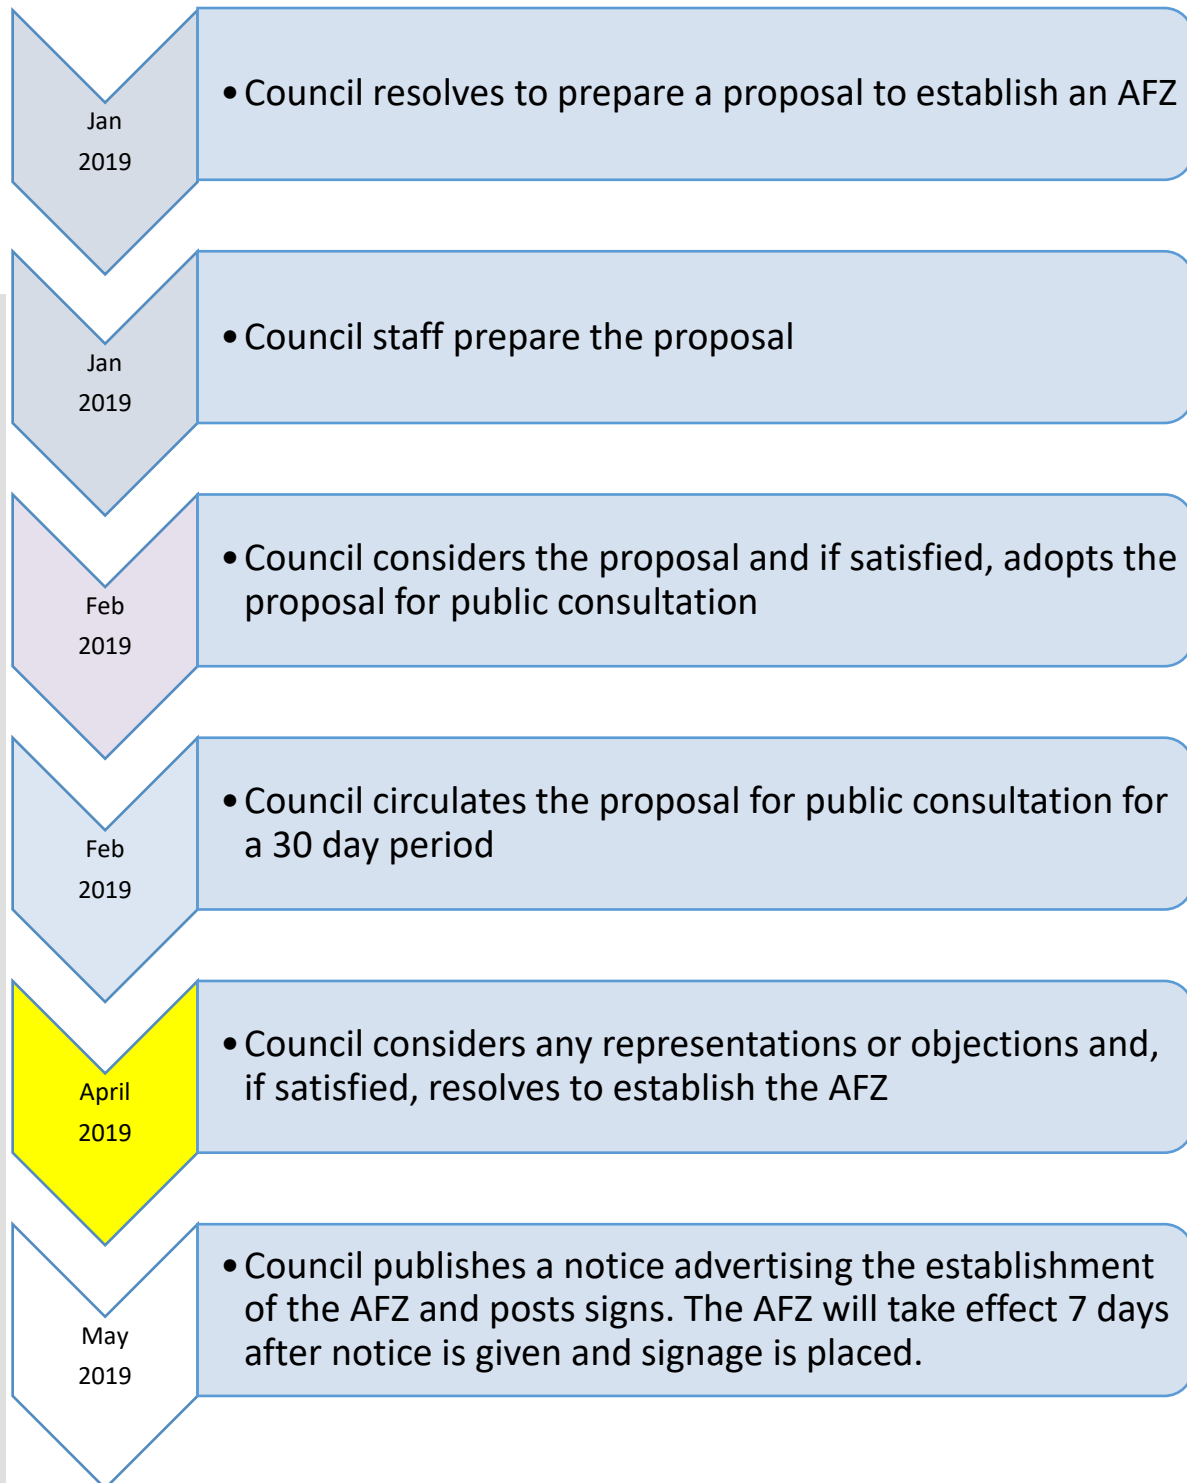 Jan
2019
•Council resolves to prepare a proposal to establish an AFZ
Jan
2019
•Council staff prepare the proposal
Feb
2019
•Council considers the proposal and if satisfied, adopts the
proposal for public consultation
Feb
2019
•Council circulates the proposal for public consultation for
a 30 day period
April
2019
•Council considers any representations or objections and,
if satisfied, resolves to establish the AFZ
May
2019
•Council publishes a notice advertising the establishment
of the AFZ and posts signs. The AFZ will take effect 7 days
after notice is given and signage is placed.